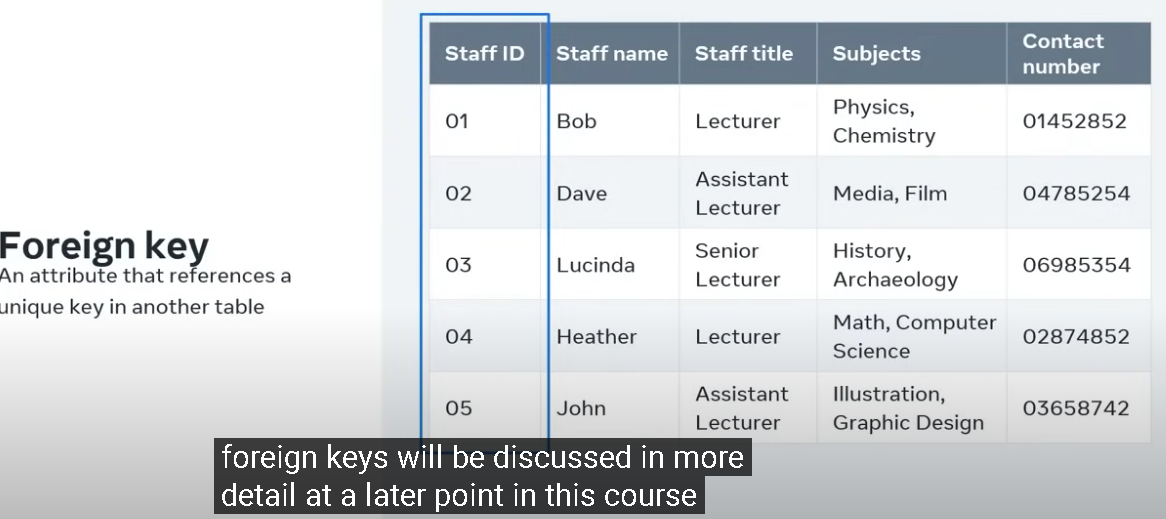 Foreign key
An attribute that references a
unique key in another table
Staff ID Staff name Staff title Subjects Contact number
01 Bob Lecturer Physics, Chemistry 01452852
02 Dave Assistant Lecturer Media, Film 04785254
03 Lucinda Senior Lecturer History, Archaeology 06985354
04 Heather Lecturer Math, Computer Science 02874852
05 John Assistant Lecturer Illustration, Graphic Design 03658742
foreign keys will be discussed in more
detail at a later point in this course